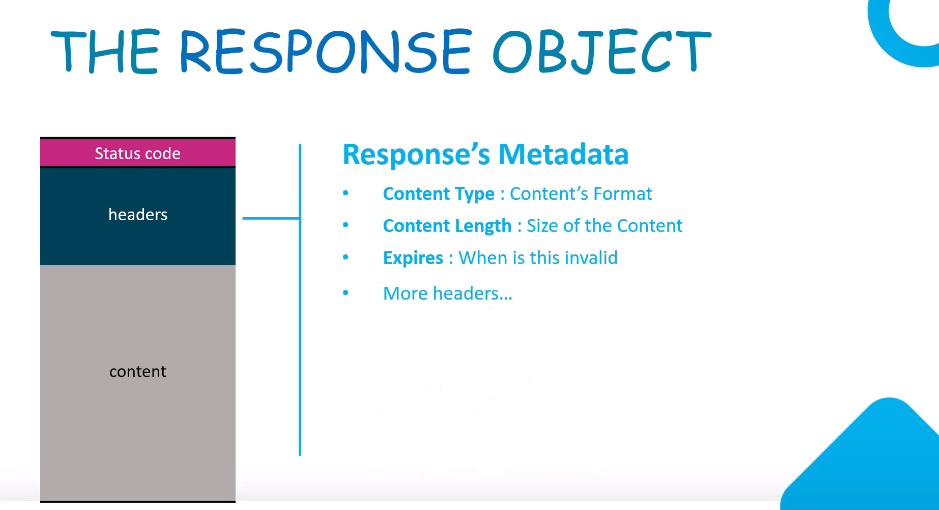 THE RESPONSE OBJECT
Status code
headers
content
Response’s Metadata
• Content Type : Content’s Format
• Content Length : Size of the Content
• Expires : When is this invalid
• More headers...